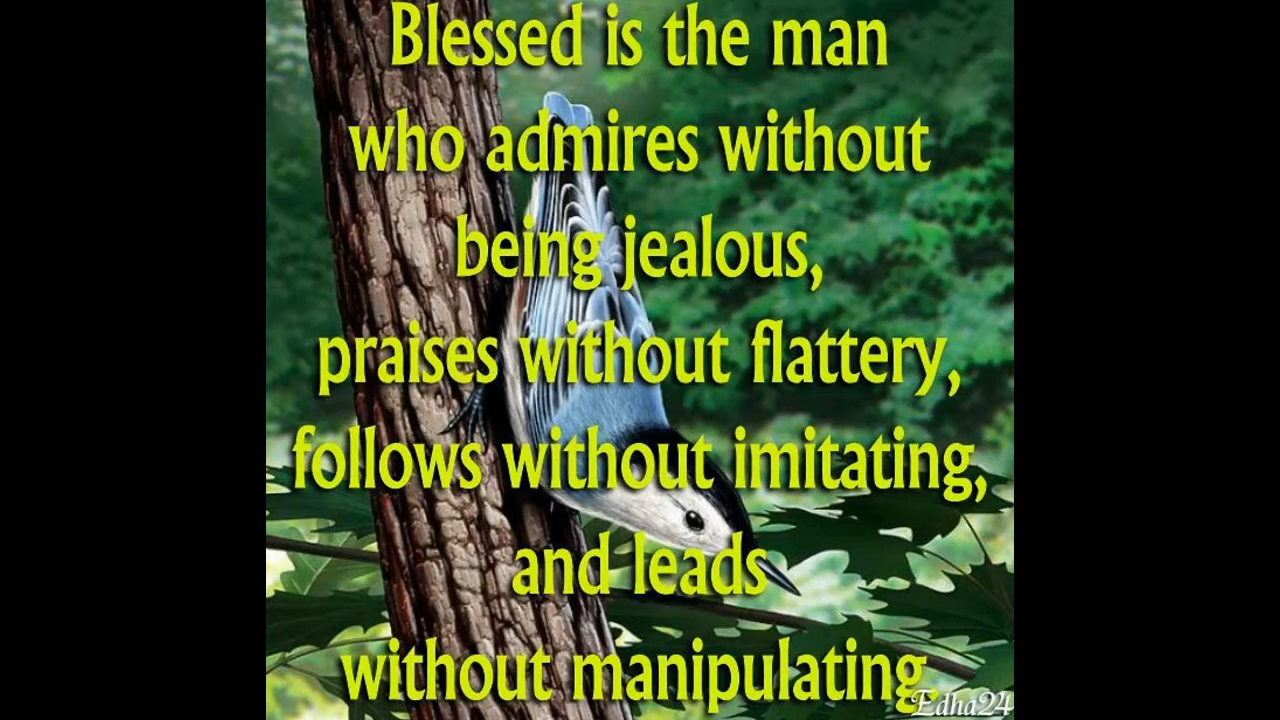 Blessed is the man
who admires without
being jealous,
praises without flattery,
follows without imitating,
and leads
without manipulating
Edha24